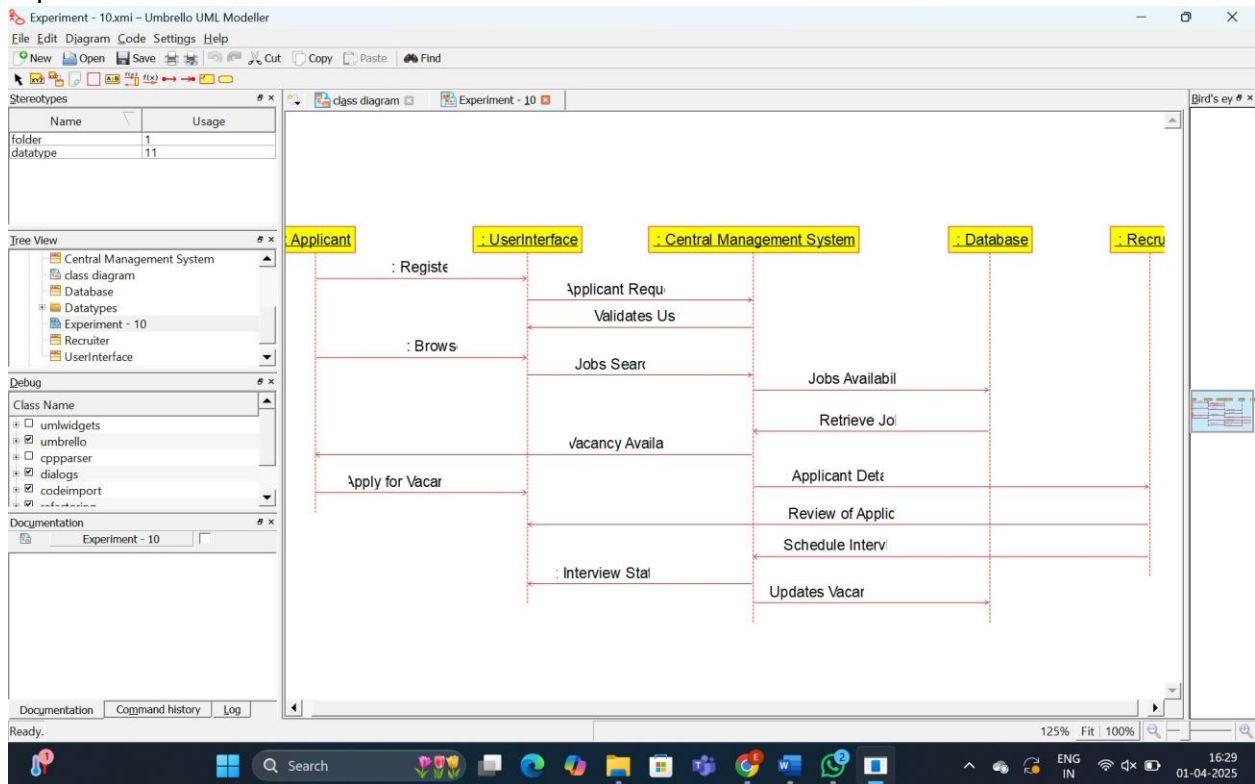 Experiment - 10.xmi – Umbrello UML Modeller
File Edit Diagram Code Settings Help
New Open Save Cut Copy Paste Find
Stereotypes
Name Usage
folder 1
datatype 11
Tree View
Central Management System
class diagram
Database
Datatypes
Experiment - 10
Recruiter
UserInterface
Debug
Class Name
umlwidgets
umbrello
cppparser
dialogs
codeimport
Documentation
Experiment - 10
Documentation Command history Log
class diagram Experiment - 10
: Applicant : UserInterface : Central Management System : Database : Recru
: Registe
Applicant Requ
Validates Us
: Brows
Jobs Sear
Jobs Availabil
Retrieve Jo
Vacancy Availa
Apply for Vacar
Applicant Deta
Review of Applic
Schedule Intervi
: Interview Stat
Updates Vacar
Bird's ey
Ready.
125% Fit 100%
Search
ENG
IN
16:29
01-04-2025